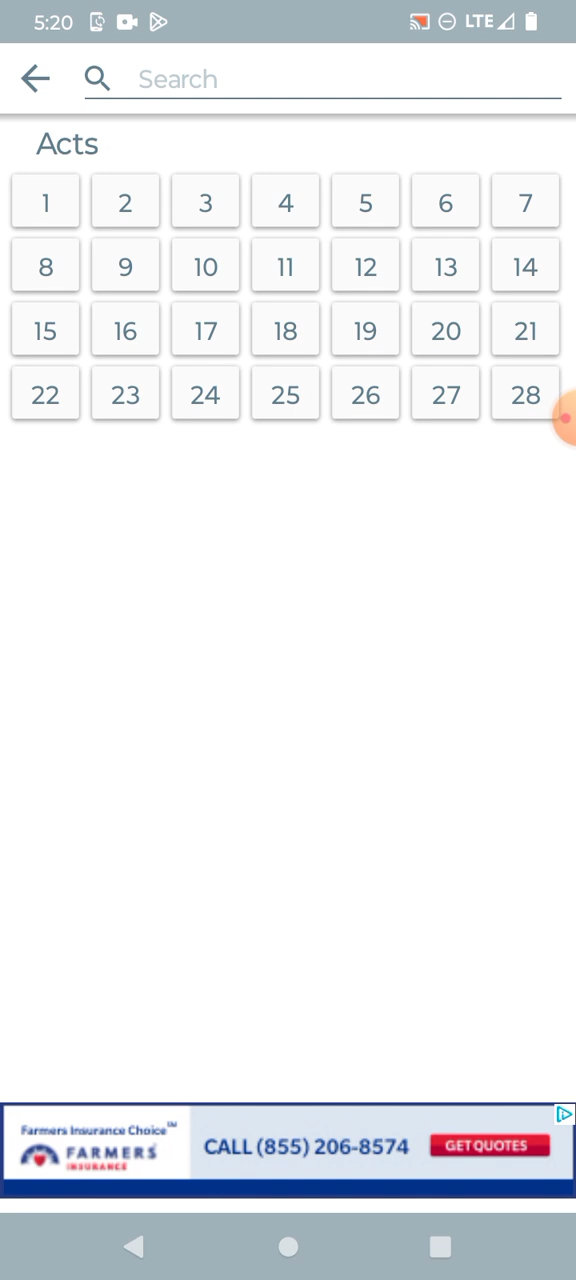 5:20 LTE
Search
Acts
1 2 3 4 5 6 7
8 9 10 11 12 13 14
15 16 17 18 19 20 21
22 23 24 25 26 27 28
Farmers Insurance Choice™
FARMERS
INSURANCE
CALL (855) 206-8574
GET QUOTES